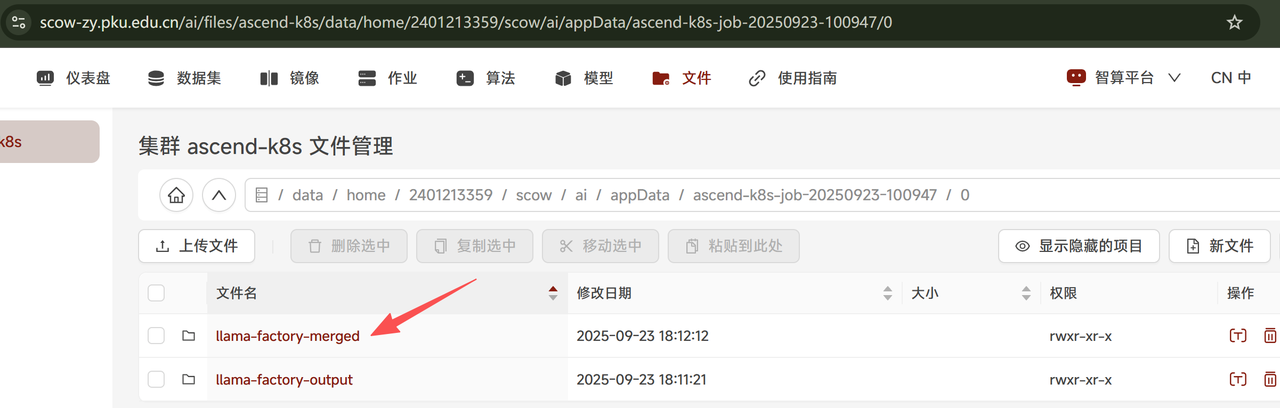 scow-zy.pku.edu.cn/ai/files/ascend-k8s/data/home/2401213359/scow/ai/appData/ascend-k8s-job-20250923-100947/0
仪表盘 数据集 镜像 作业 算法 模型 文件 使用指南 智算平台 CN 中
k8s
集群 ascend-k8s 文件管理
/ data / home / 2401213359 / scow / ai / appData / ascend-k8s-job-20250923-100947 / 0
上传文件 删除选中 复制选中 移动选中 粘贴到此处 显示隐藏的项目 新文件
文件名 修改日期 大小 权限 操作
llama-factory-merged 2025-09-23 18:12:12 rwxr-xr-x
llama-factory-output 2025-09-23 18:11:21 rwxr-xr-x